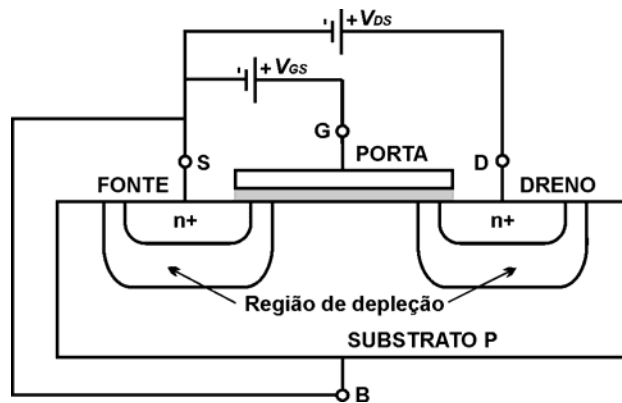 + VDS
+ VGS
G
PORTA
S
D
FONTE
DRENO
n+
n+
Região de depleção
SUBSTRATO P
B